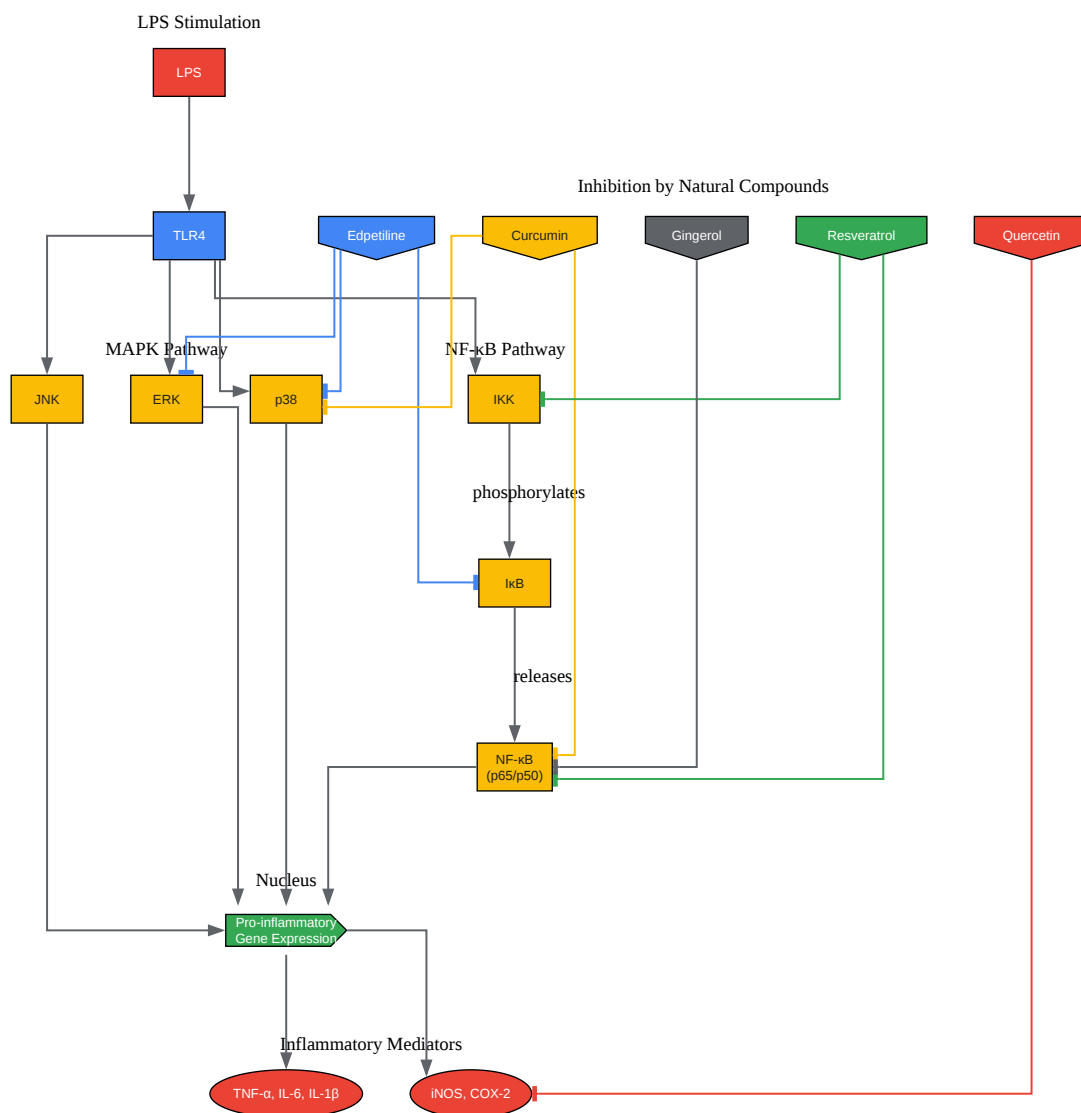 LPS Stimulation
LPS
Inhibition by Natural Compounds
TLR4
Edpetiline
Curcumin
Gingerol
Resveratrol
Quercetin
MAPK Pathway
NF-κB Pathway
JNK
ERK
p38
IKK
phosphorylates
IκB
releases
NF-κB
(p65/p50)
Nucleus
Pro-inflammatory
Gene Expression
Inflammatory Mediators
TNF-α, IL-6, IL-1β
iNOS, COX-2